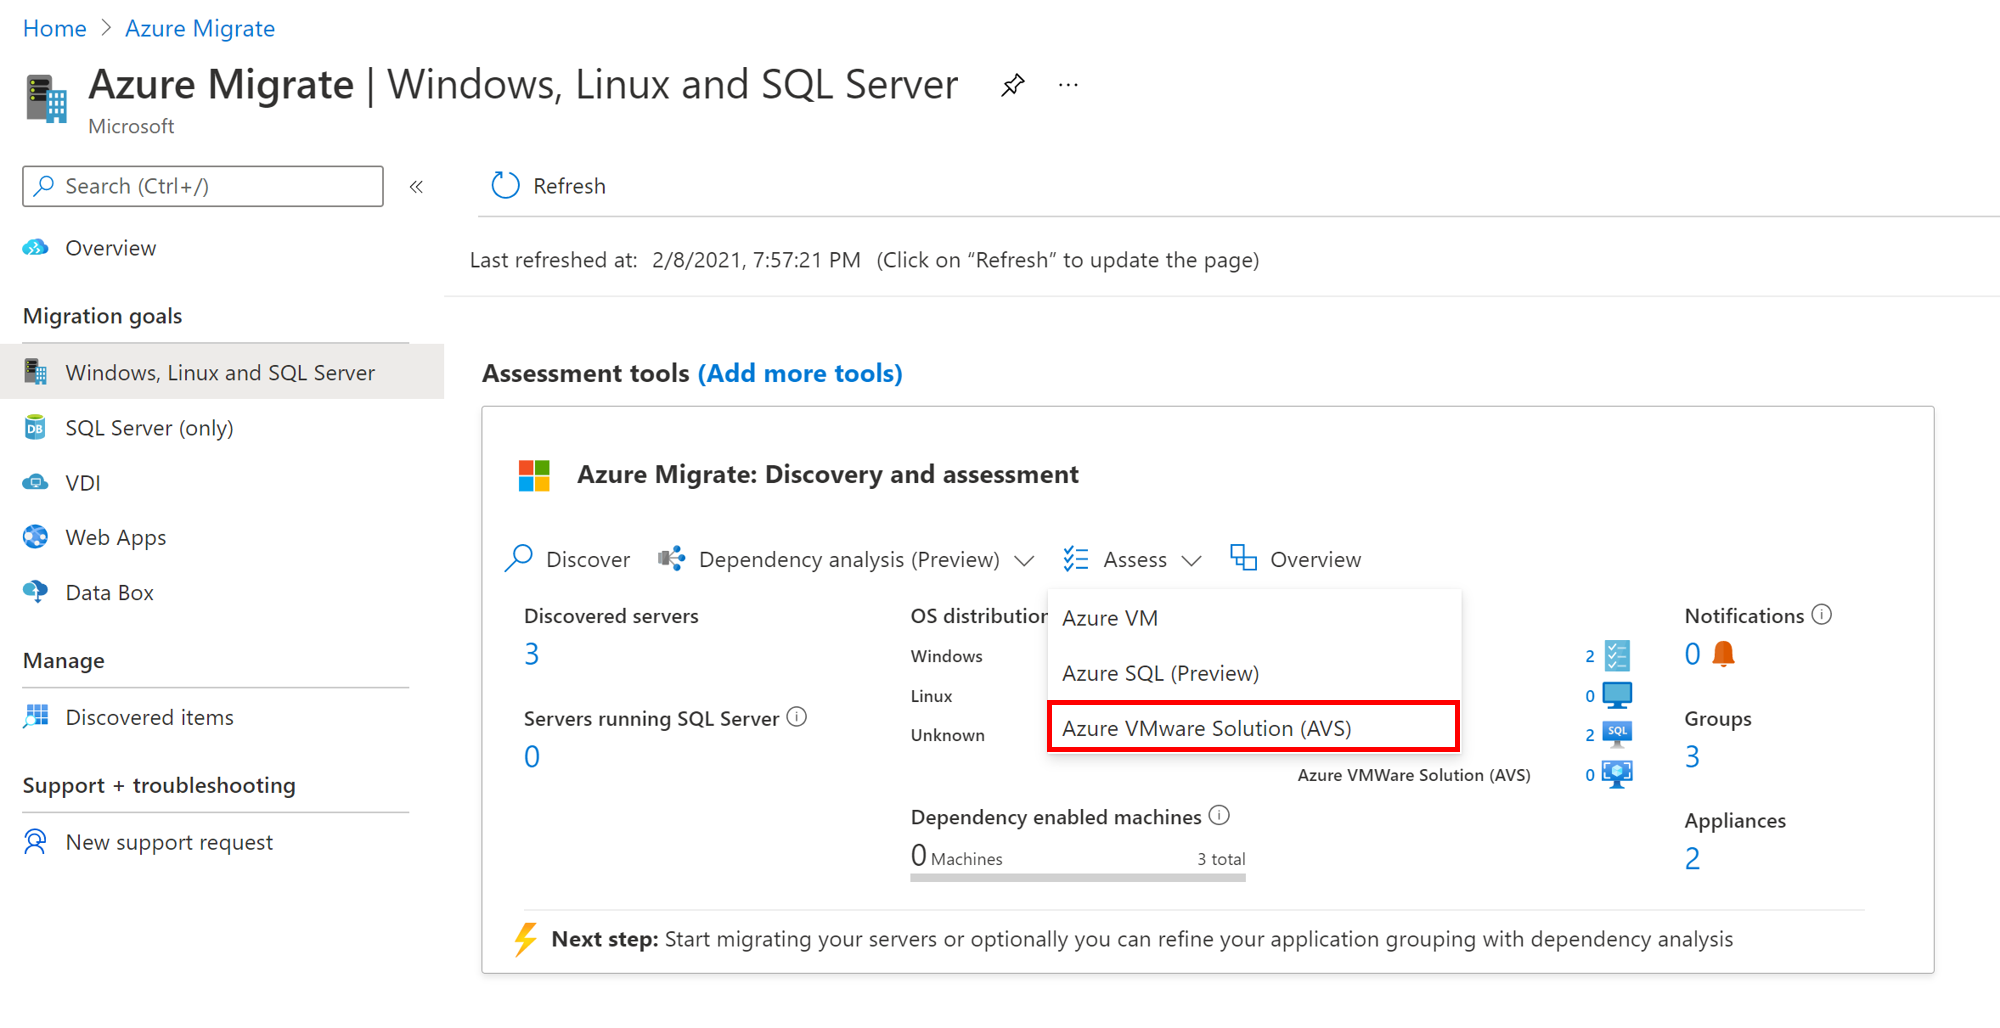 Home > Azure Migrate
Azure Migrate | Windows, Linux and SQL Server ...
Microsoft
Search (Ctrl+/) «
Overview
Migration goals
Windows, Linux and SQL Server
SQL Server (only)
DB
VDI
Web Apps
Data Box
Manage
Discovered items
Support + troubleshooting
New support request
Refresh
Last refreshed at: 2/8/2021, 7:57:21 PM (Click on “Refresh” to update the page)
Assessment tools (Add more tools)
Azure Migrate: Discovery and assessment
Discover Dependency analysis (Preview) Assess Overview
Azure VM
Azure SQL (Preview)
Azure VMware Solution (AVS)
Discovered servers
3
Servers running SQL Server
0
OS distribution
Windows
Linux
Unknown
2
0
2 SQL
Azure VMWare Solution (AVS) 0
Dependency enabled machines
0 Machines 3 total
Notifications
0
Groups
3
Appliances
2
Next step: Start migrating your servers or optionally you can refine your application grouping with dependency analysis